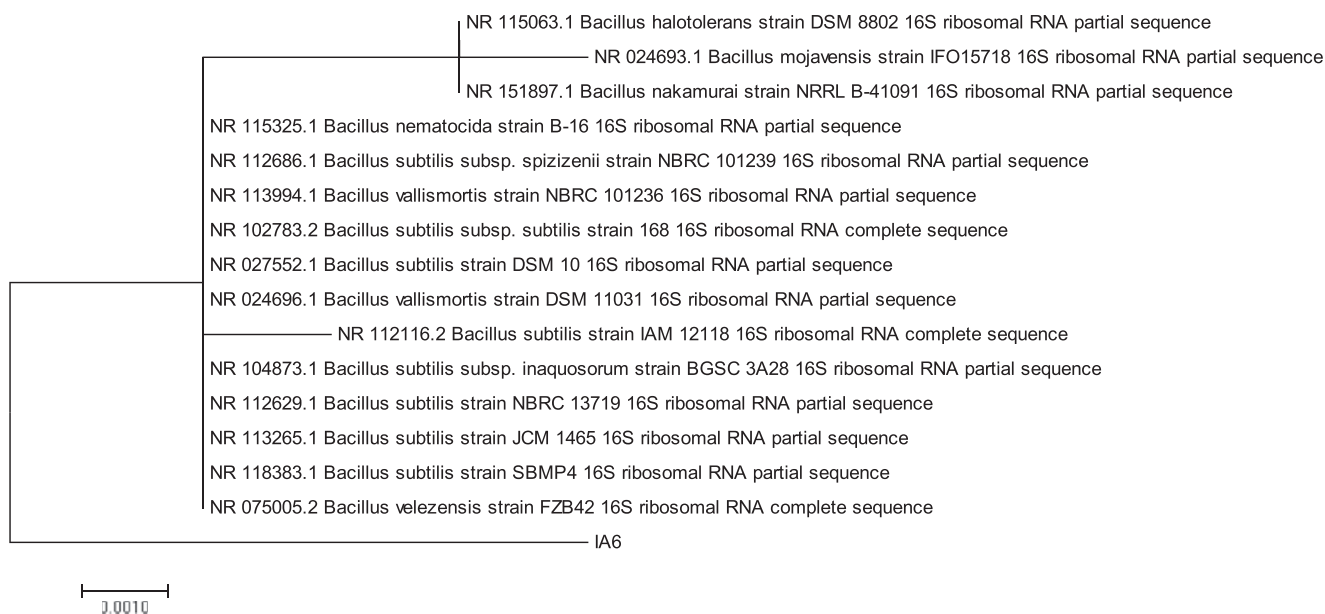 NR 115063.1 Bacillus halotolerans strain DSM 8802 16S ribosomal RNA partial sequence
NR 024693.1 Bacillus mojavensis strain IFO15718 16S ribosomal RNA partial sequence
NR 151897.1 Bacillus nakamurai strain NRRL B-41091 16S ribosomal RNA partial sequence
NR 115325.1 Bacillus nematocida strain B-16 16S ribosomal RNA partial sequence
NR 112686.1 Bacillus subtilis subsp. spizizenii strain NBRC 101239 16S ribosomal RNA partial sequence
NR 113994.1 Bacillus vallismortis strain NBRC 101236 16S ribosomal RNA partial sequence
NR 102783.2 Bacillus subtilis subsp. subtilis strain 168 16S ribosomal RNA complete sequence
NR 027552.1 Bacillus subtilis strain DSM 10 16S ribosomal RNA partial sequence
NR 024696.1 Bacillus vallismortis strain DSM 11031 16S ribosomal RNA partial sequence
NR 112116.2 Bacillus subtilis strain IAM 12118 16S ribosomal RNA complete sequence
NR 104873.1 Bacillus subtilis subsp. inaquosorum strain BGSC 3A28 16S ribosomal RNA partial sequence
NR 112629.1 Bacillus subtilis strain NBRC 13719 16S ribosomal RNA partial sequence
NR 113265.1 Bacillus subtilis strain JCM 1465 16S ribosomal RNA partial sequence
NR 118383.1 Bacillus subtilis strain SBMP4 16S ribosomal RNA partial sequence
NR 075005.2 Bacillus velezensis strain FZB42 16S ribosomal RNA complete sequence
IA6
0.0010